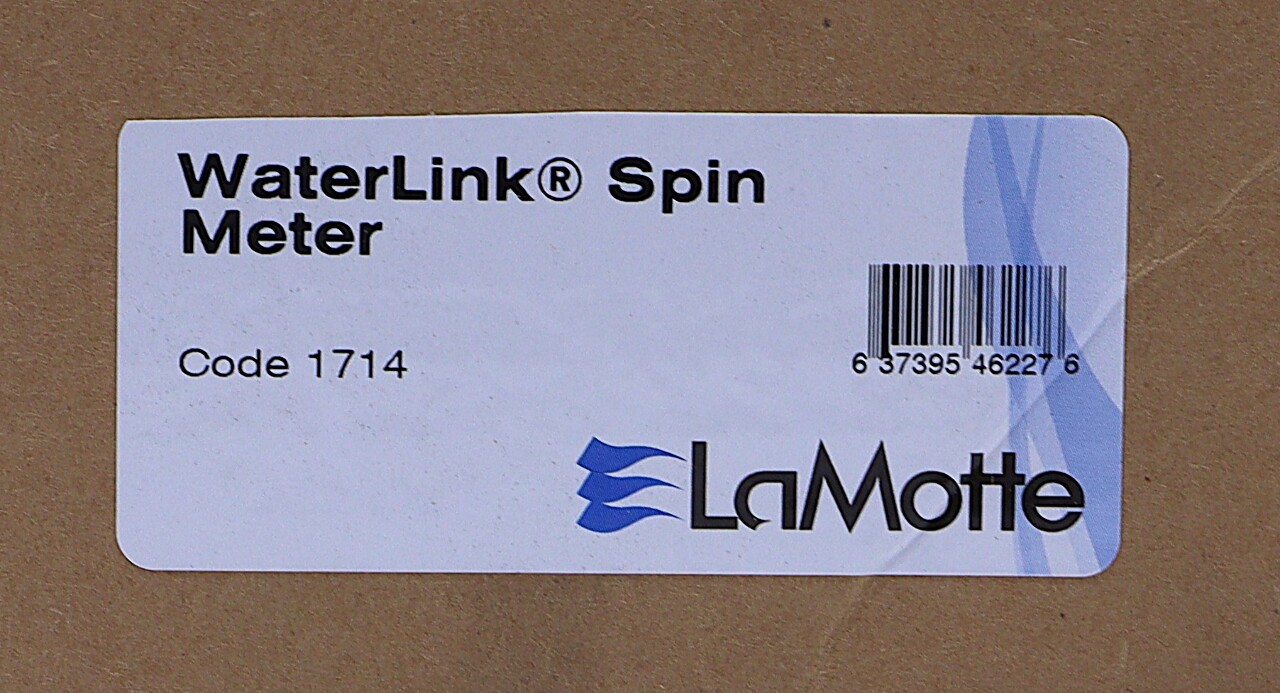 WaterLink® Spin
Meter
Code 1714
6 37395 46227 6
LaMotte